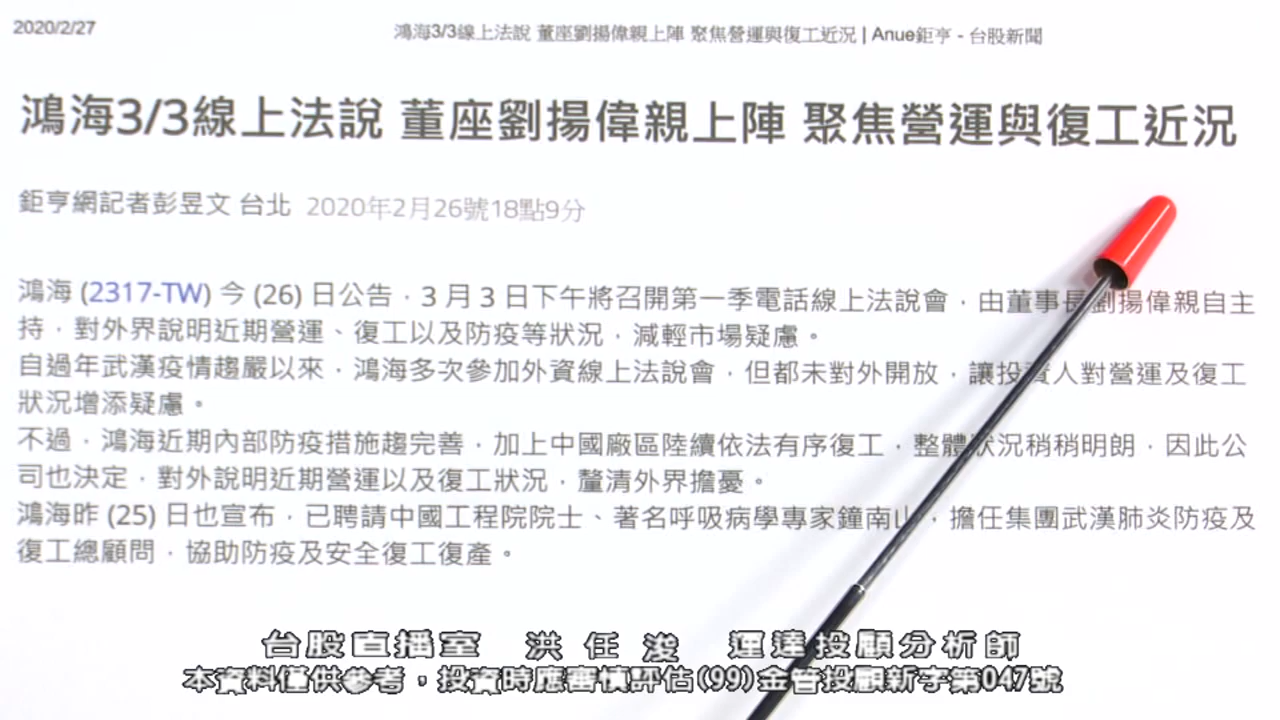 2020/2/27
鴻海3/3線上法說 董座劉揚偉親上陣 聚焦營運與復工近況 | Anue鉅亨 - 台股新聞
鴻海3/3線上法說 董座劉揚偉親上陣 聚焦營運與復工近況
鉅亨網記者彭昱文 台北 2020年2月26號18點9分
鴻海 (2317-TW) 今 (26) 日公告，3 月 3 日下午將召開第一季電話線上法說會，由董事長劉揚偉親自主
持，對外界說明近期營運、復工以及防疫等狀況，減輕市場疑慮。
自過年武漢疫情趨嚴以來，鴻海多次參加外資線上法說會，但都未對外開放，讓投資人對營運及復工
狀況增添疑慮。
不過，鴻海近期內部防疫措施趨完善，加上中國廠區陸續依法有序復工，整體狀況稍稍明朗，因此公
司也決定，對外說明近期營運以及復工狀況，釐清外界擔憂。
鴻海昨 (25) 日也宣布，已聘請中國工程院院士、著名呼吸病學專家鐘南山，擔任集團武漢肺炎防疫及
復工總顧問，協助防疫及安全復工復產。
台股直播室 洪任浚 運達投顧分析師
本資料僅供參考，投資時應審慎評估(99)金管投顧新字第047號